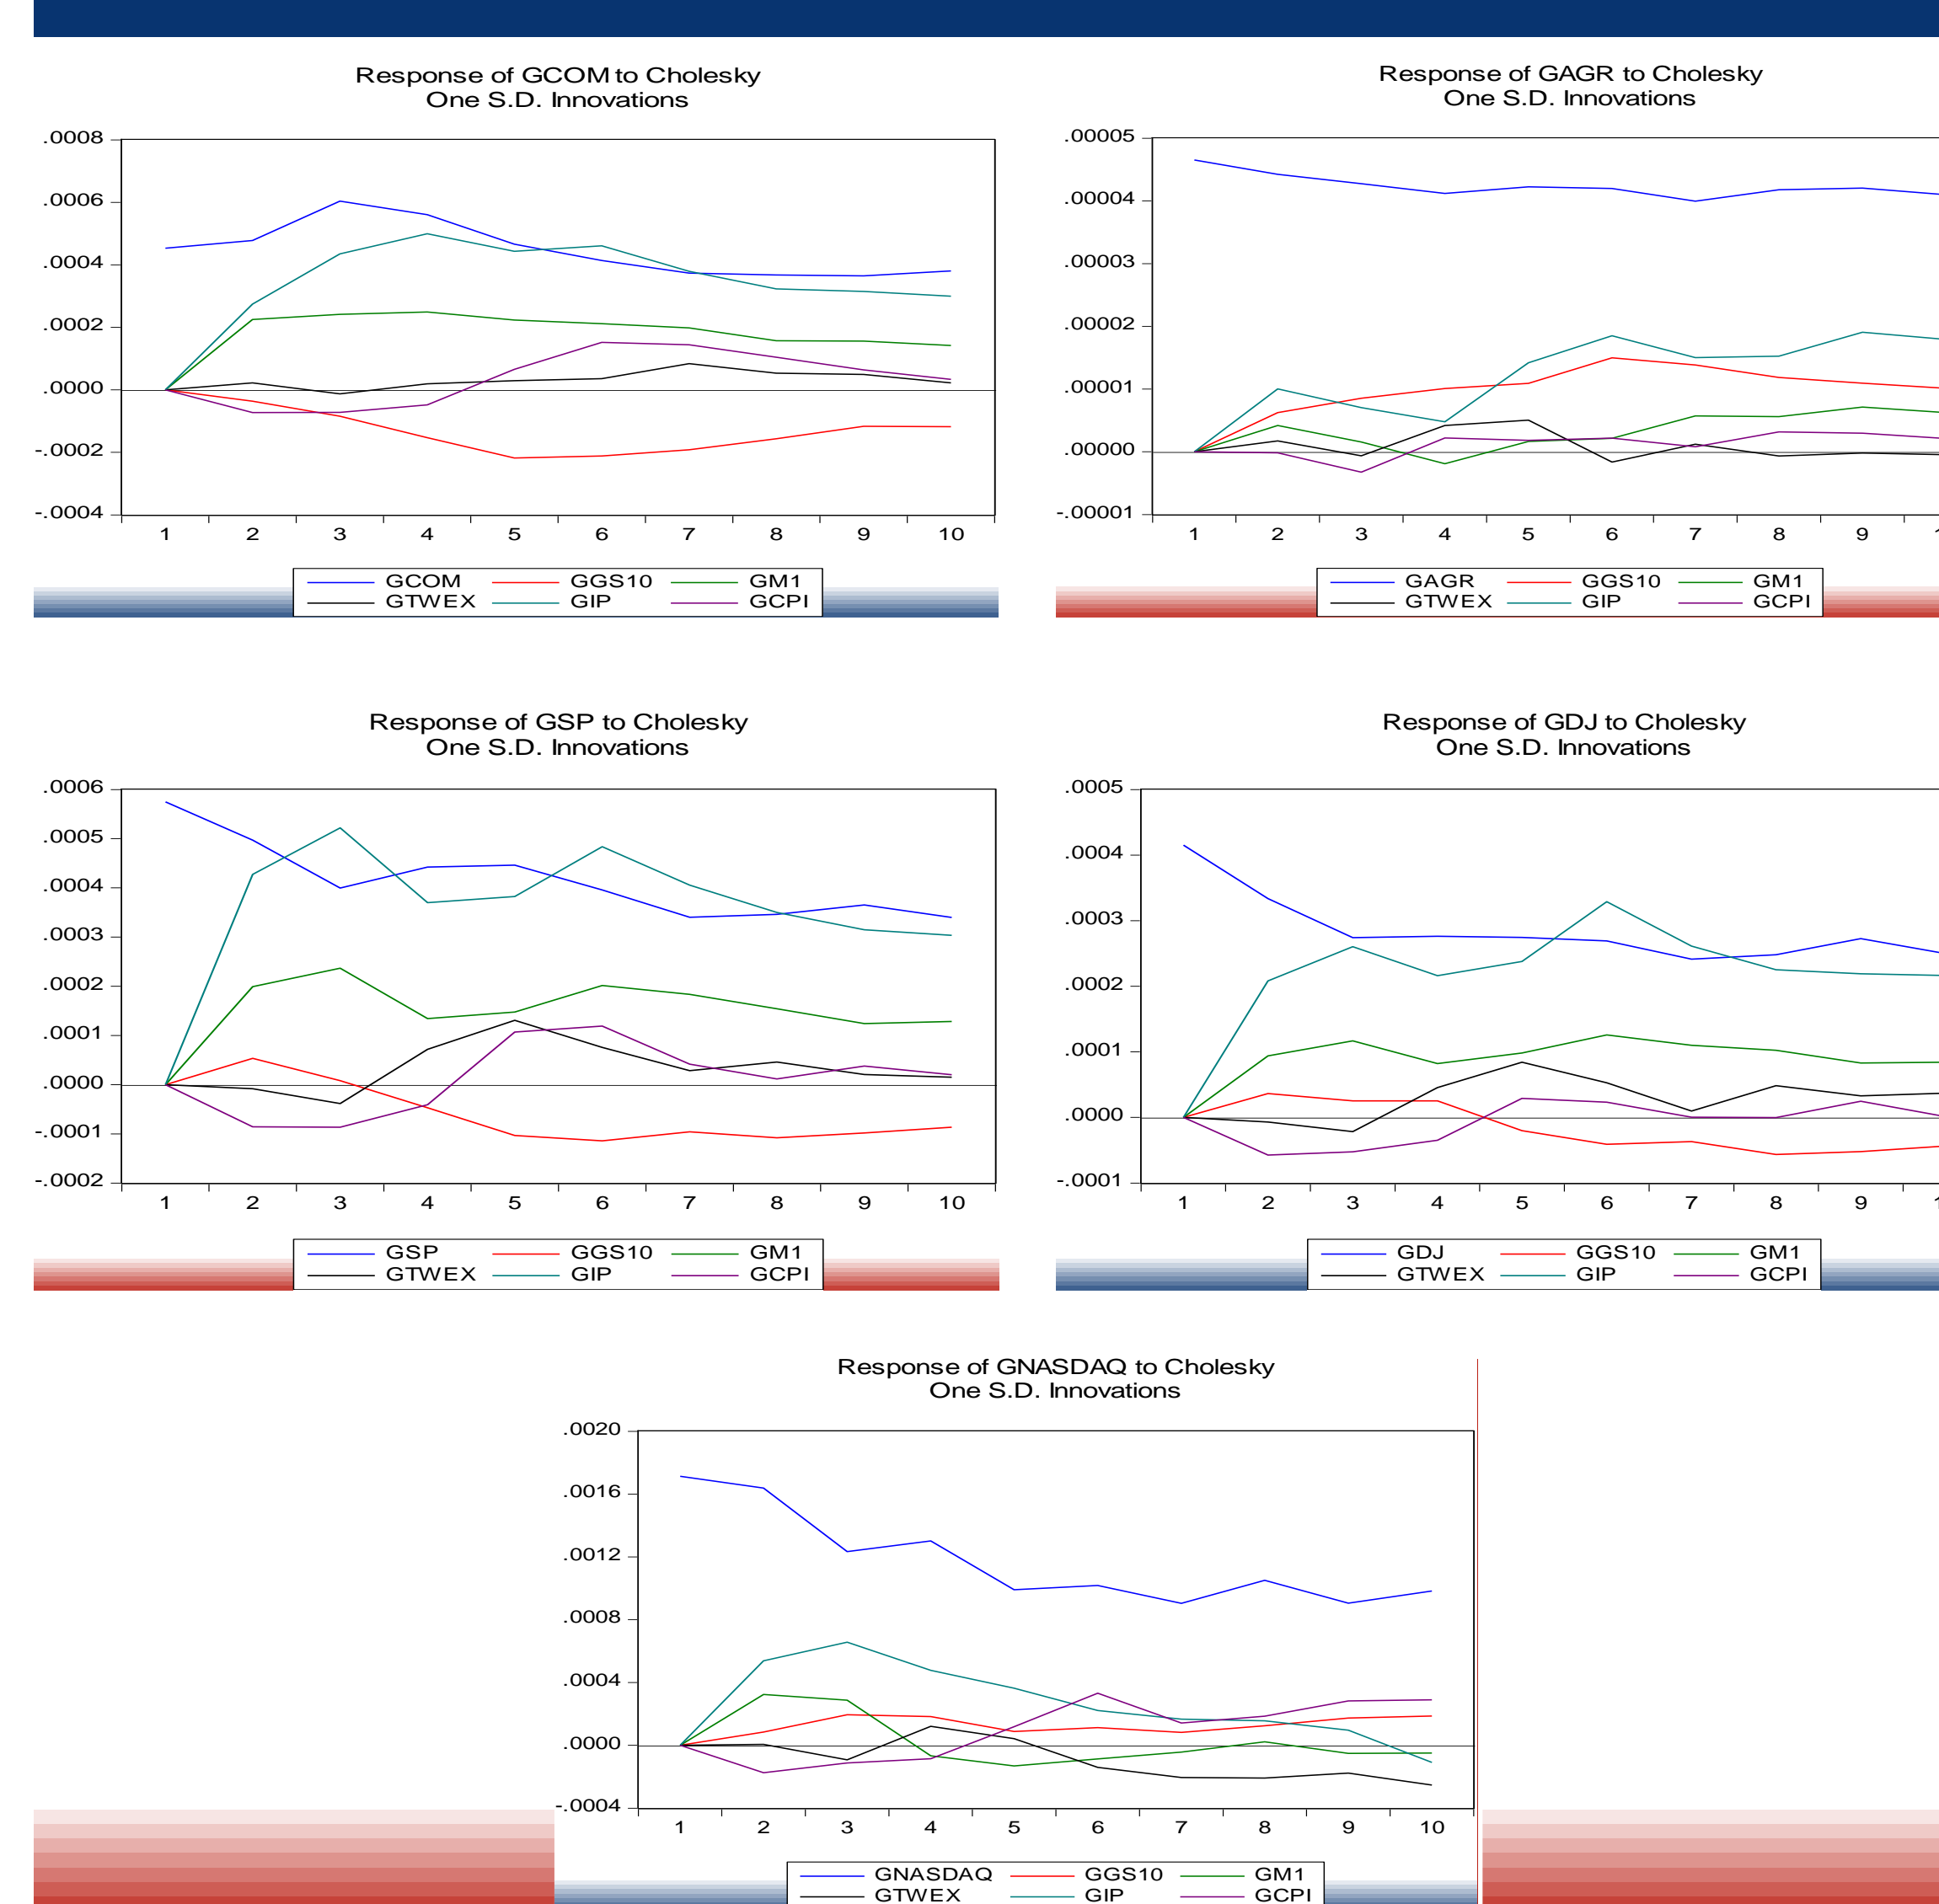 Response of GCOM to Cholesky
One S.D. Innovations
.0008
.0006
.0004
.0002
.0000
-.0002
-.0004
1 2 3 4 5 6 7 8 9 10
GCOM GGS10 GM1
GTWEX GIP GCPI
Response of GAGR to Cholesky
One S.D. Innovations
.00005
.00004
.00003
.00002
.00001
.00000
-.00001
1 2 3 4 5 6 7 8 9
GAGR GGS10 GM1
GTWEX GIP GCPI
Response of GSP to Cholesky
One S.D. Innovations
.0006
.0005
.0004
.0003
.0002
.0001
.0000
-.0001
-.0002
1 2 3 4 5 6 7 8 9 10
GSP GGS10 GM1
GTWEX GIP GCPI
Response of GDJ to Cholesky
One S.D. Innovations
.0005
.0004
.0003
.0002
.0001
.0000
-.0001
1 2 3 4 5 6 7 8 9
GDJ GGS10 GM1
GTWEX GIP GCPI
Response of GNASDAQ to Cholesky
One S.D. Innovations
.0020
.0016
.0012
.0008
.0004
.0000
-.0004
1 2 3 4 5 6 7 8 9 10
GNASDAQ GGS10 GM1
GTWEX GIP GCPI